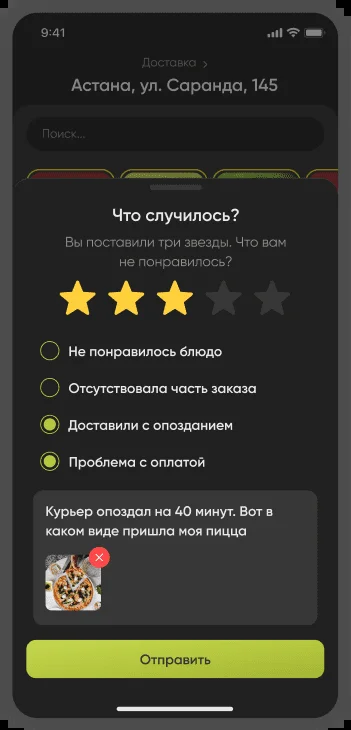 9:41
Доставка >
Астана, ул. Саранда, 145
Поиск...
Что случилось?
Вы поставили три звезды. Что вам
не понравилось?
Не понравилось блюдо
Отсутствовала часть заказа
Доставили с опозданием
Проблема с оплатой
Курьер опоздал на 40 минут. Вот в
каком виде пришла моя пицца
Отправить